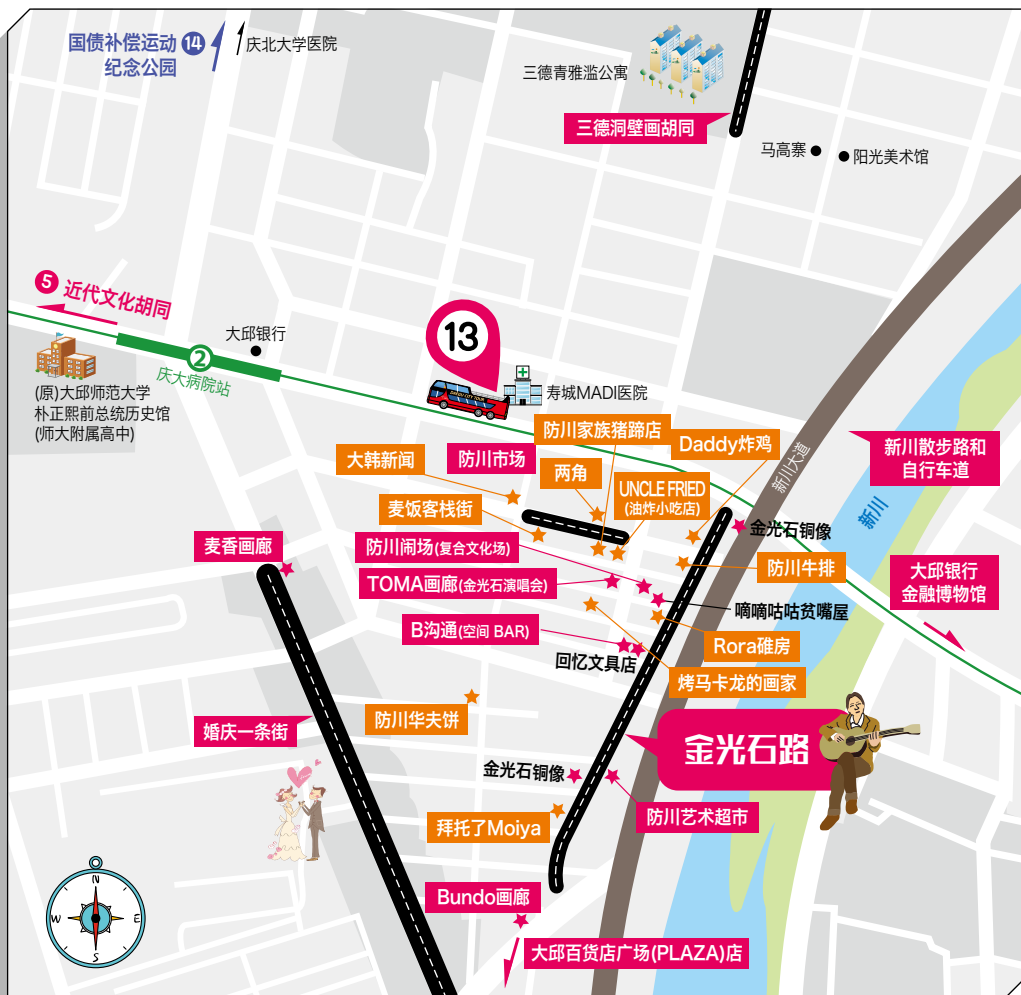 国债补偿运动 14
纪念公园
庆北大学医院
三德青雅滥公寓
三德洞壁画胡同
马高寨
阳光美术馆
5 近代文化胡同
大邱银行
2
庆大病院站
13
DAEGU CITY TOUR
寿城MADI医院
(原)大邱师范大学
朴正熙前总统历史馆
(师大附属高中)
防川家族猪蹄店
Daddy炸鸡
新川大道
新川散步路和
自行车道
大韩新闻
防川市场
两角
UNCLE FRIED
(油炸小吃店)
麦饭客栈街
新川
金光石铜像
麦香画廊
防川闹场(复合文化场)
防川牛排
大邱银行
金融博物馆
TOMA画廊(金光石演唱会)
嘀嘀咕咕贫嘴屋
B沟通(空间 BAR)
Rora碓房
回忆文具店
烤马卡龙的画家
防川华夫饼
婚庆一条街
金光石路
金光石铜像
防川艺术超市
拜托了Moiya
Bundo画廊
N
W
E
S
大邱百货店广场(PLAZA)店